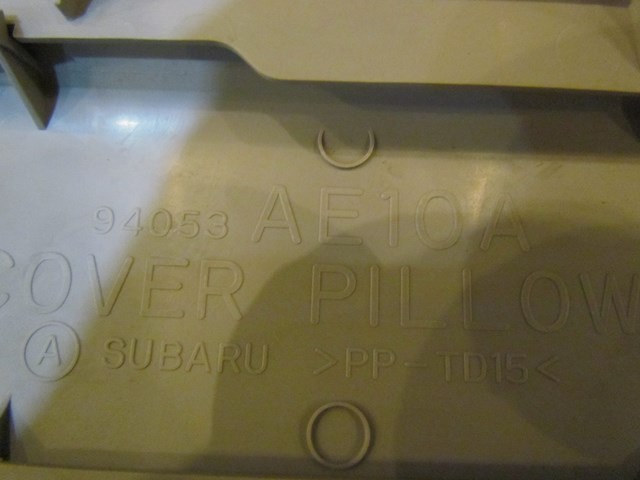 94053 AE10A
COVER PILLOW
A SUBARU >PP-TD15<